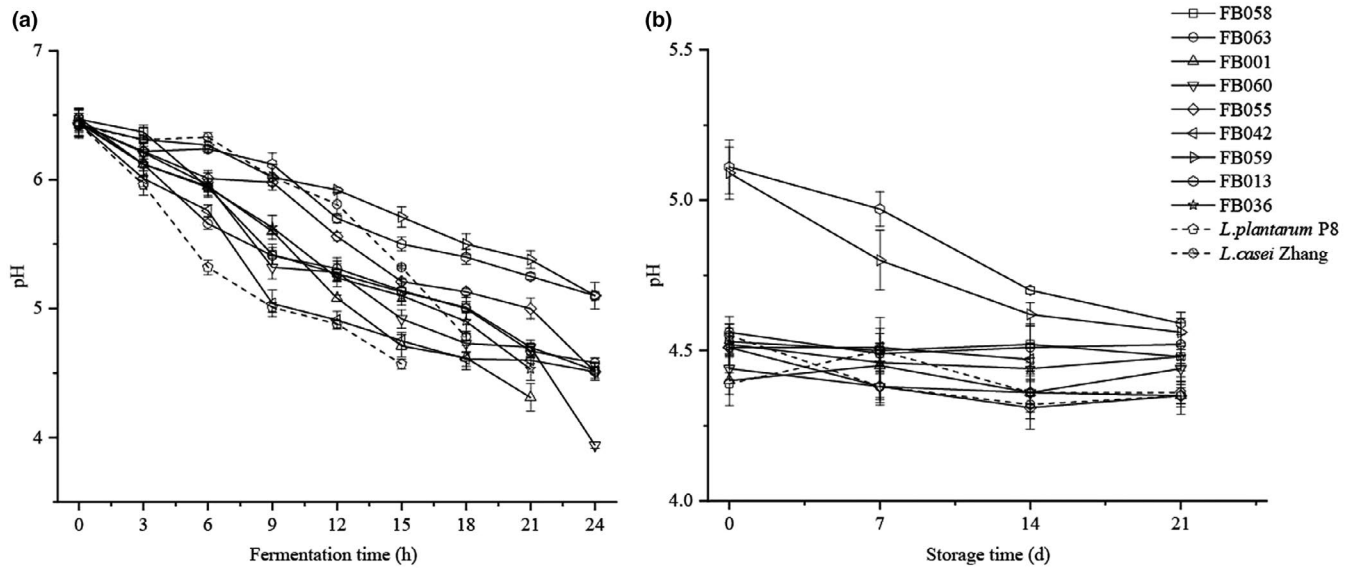 (a)
pH
7
6
5
4
0 3 6 9 12 15 18 21 24
Fermentation time (h)
(b)
pH
5.5
5.0
4.5
4.0
0 7 14 21
Storage time (d)
FB058
FB063
FB001
FB060
FB055
FB042
FB059
FB013
FB036
L.plantarum P8
L.casei Zhang